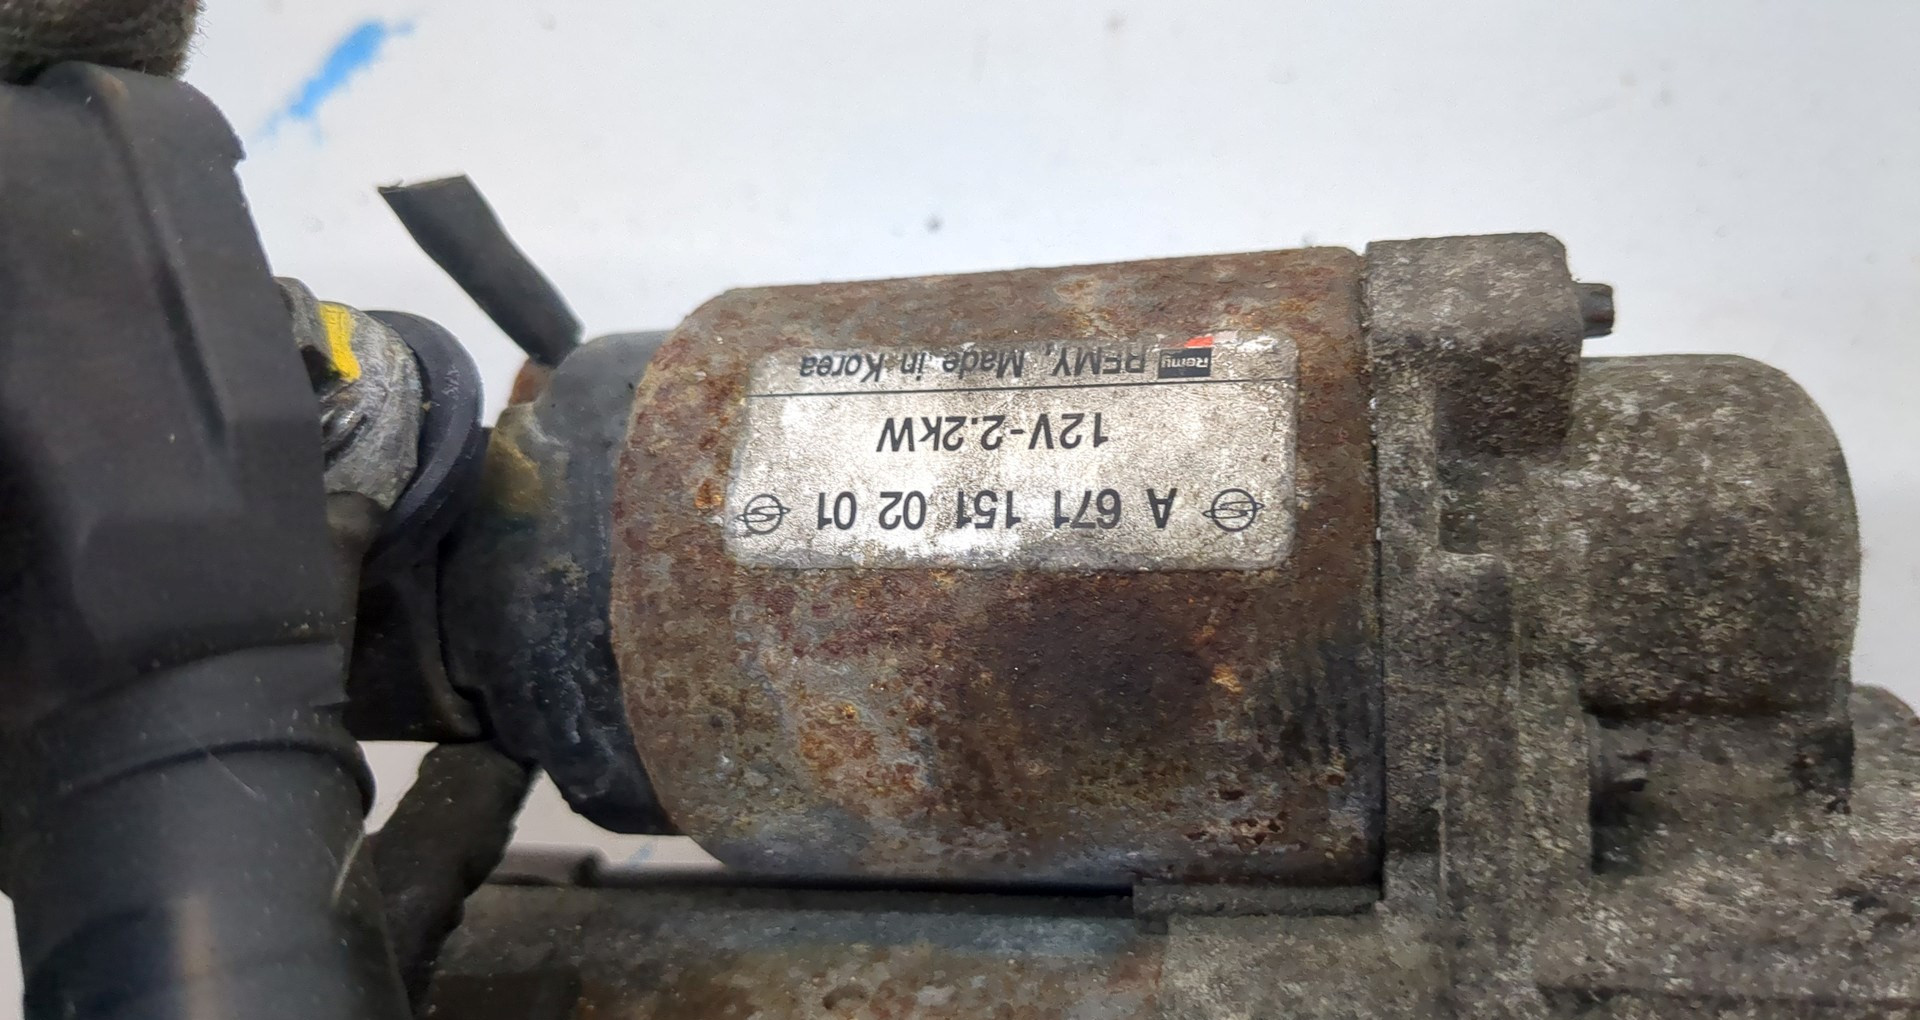 A 671 151 02 01
12V-2.2kW
Remy REMY, Made in Korea